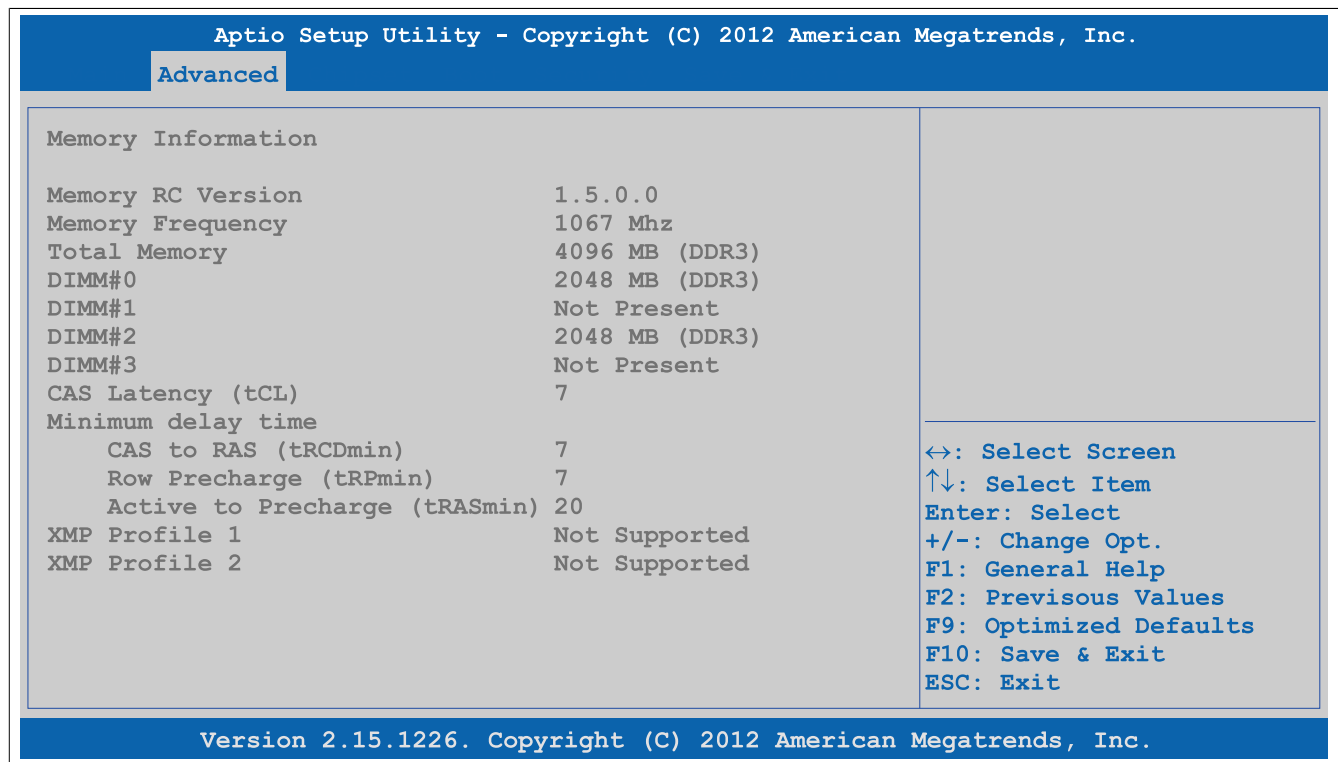 Aptio Setup Utility - Copyright (C) 2012 American Megatrends, Inc.
Advanced
Memory Information
Memory RC Version 1.5.0.0
Memory Frequency 1067 Mhz
Total Memory 4096 MB (DDR3)
DIMM#0 2048 MB (DDR3)
DIMM#1 Not Present
DIMM#2 2048 MB (DDR3)
DIMM#3 Not Present
CAS Latency (tCL) 7
Minimum delay time
CAS to RAS (tRCDmin) 7
Row Precharge (tRPmin) 7
Active to Precharge (tRASmin) 20
XMP Profile 1 Not Supported
XMP Profile 2 Not Supported
↔: Select Screen
↑↓: Select Item
Enter: Select
+/-: Change Opt.
F1: General Help
F2: Previsous Values
F9: Optimized Defaults
F10: Save & Exit
ESC: Exit
Version 2.15.1226. Copyright (C) 2012 American Megatrends, Inc.